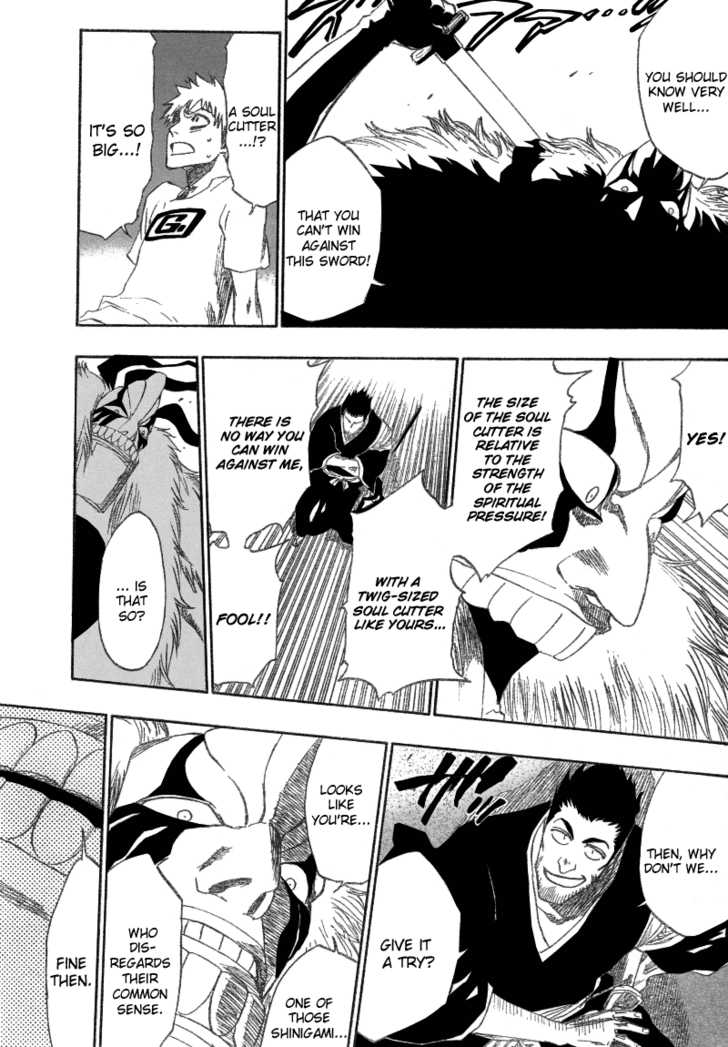 YOU SHOULD
KNOW VERY
WELL...
THAT YOU
CAN'T WIN
AGAINST
THIS SWORD!
A SOUL
CUTTER
...!?
IT'S SO
BIG...!
G.
YES!
THE SIZE
OF THE SOUL
CUTTER IS
RELATIVE
TO THE
STRENGTH
OF THE
SPIRITUAL
PRESSURE!
THERE IS
NO WAY YOU
CAN WIN
AGAINST ME,
WITH A
TWIG-SIZED
SOUL CUTTER
LIKE YOURS...
FOOL!!
... IS
THAT
SO?
THEN, WHY
DON'T WE...
GIVE IT
A TRY?
LOOKS
LIKE
YOU'RE...
ONE OF
THOSE
SHINIGAMI...
WHO
DIS-
REGARDS
THEIR
COMMON
SENSE.
FINE
THEN.